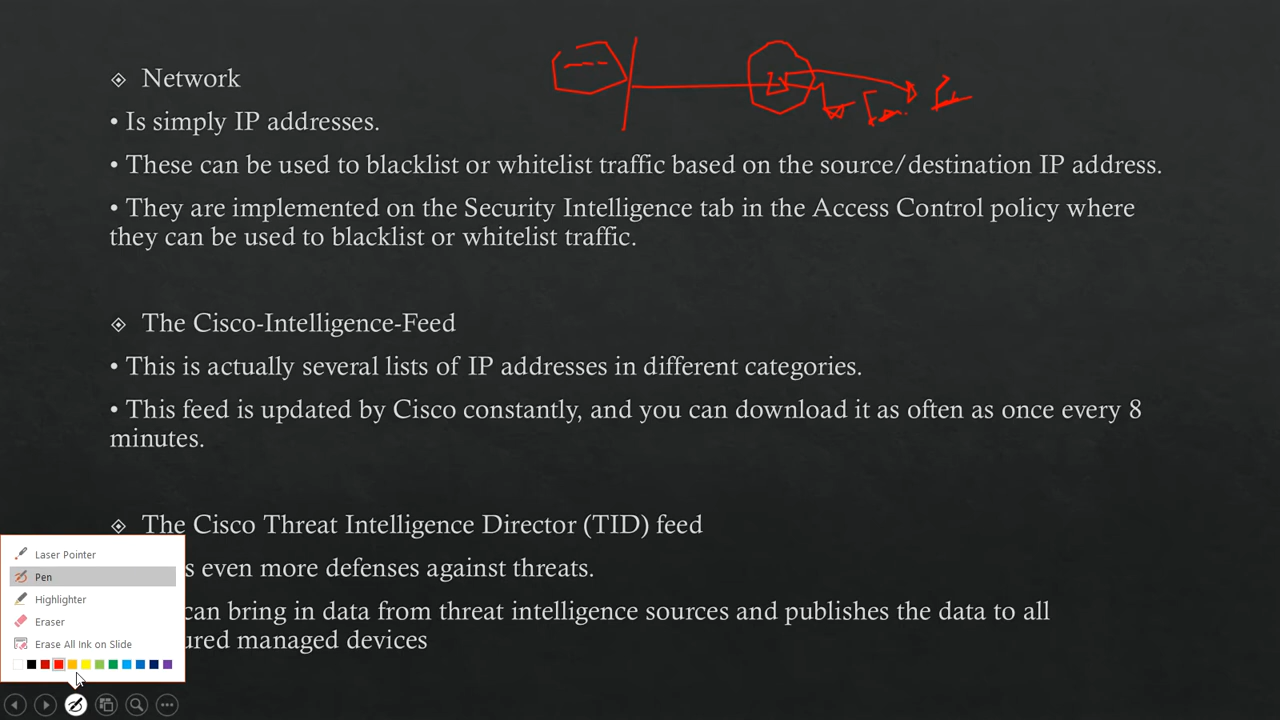 Network
• Is simply IP addresses.
• These can be used to blacklist or whitelist traffic based on the source/destination IP address.
• They are implemented on the Security Intelligence tab in the Access Control policy where
they can be used to blacklist or whitelist traffic.
The Cisco-Intelligence-Feed
• This is actually several lists of IP addresses in different categories.
• This feed is updated by Cisco constantly, and you can download it as often as once every 8
minutes.
The Cisco Threat Intelligence Director (TID) feed
s even more defenses against threats.
can bring in data from threat intelligence sources and publishes the data to all
ured managed devices
Laser Pointer
Pen
Highlighter
Eraser
Erase All Ink on Slide